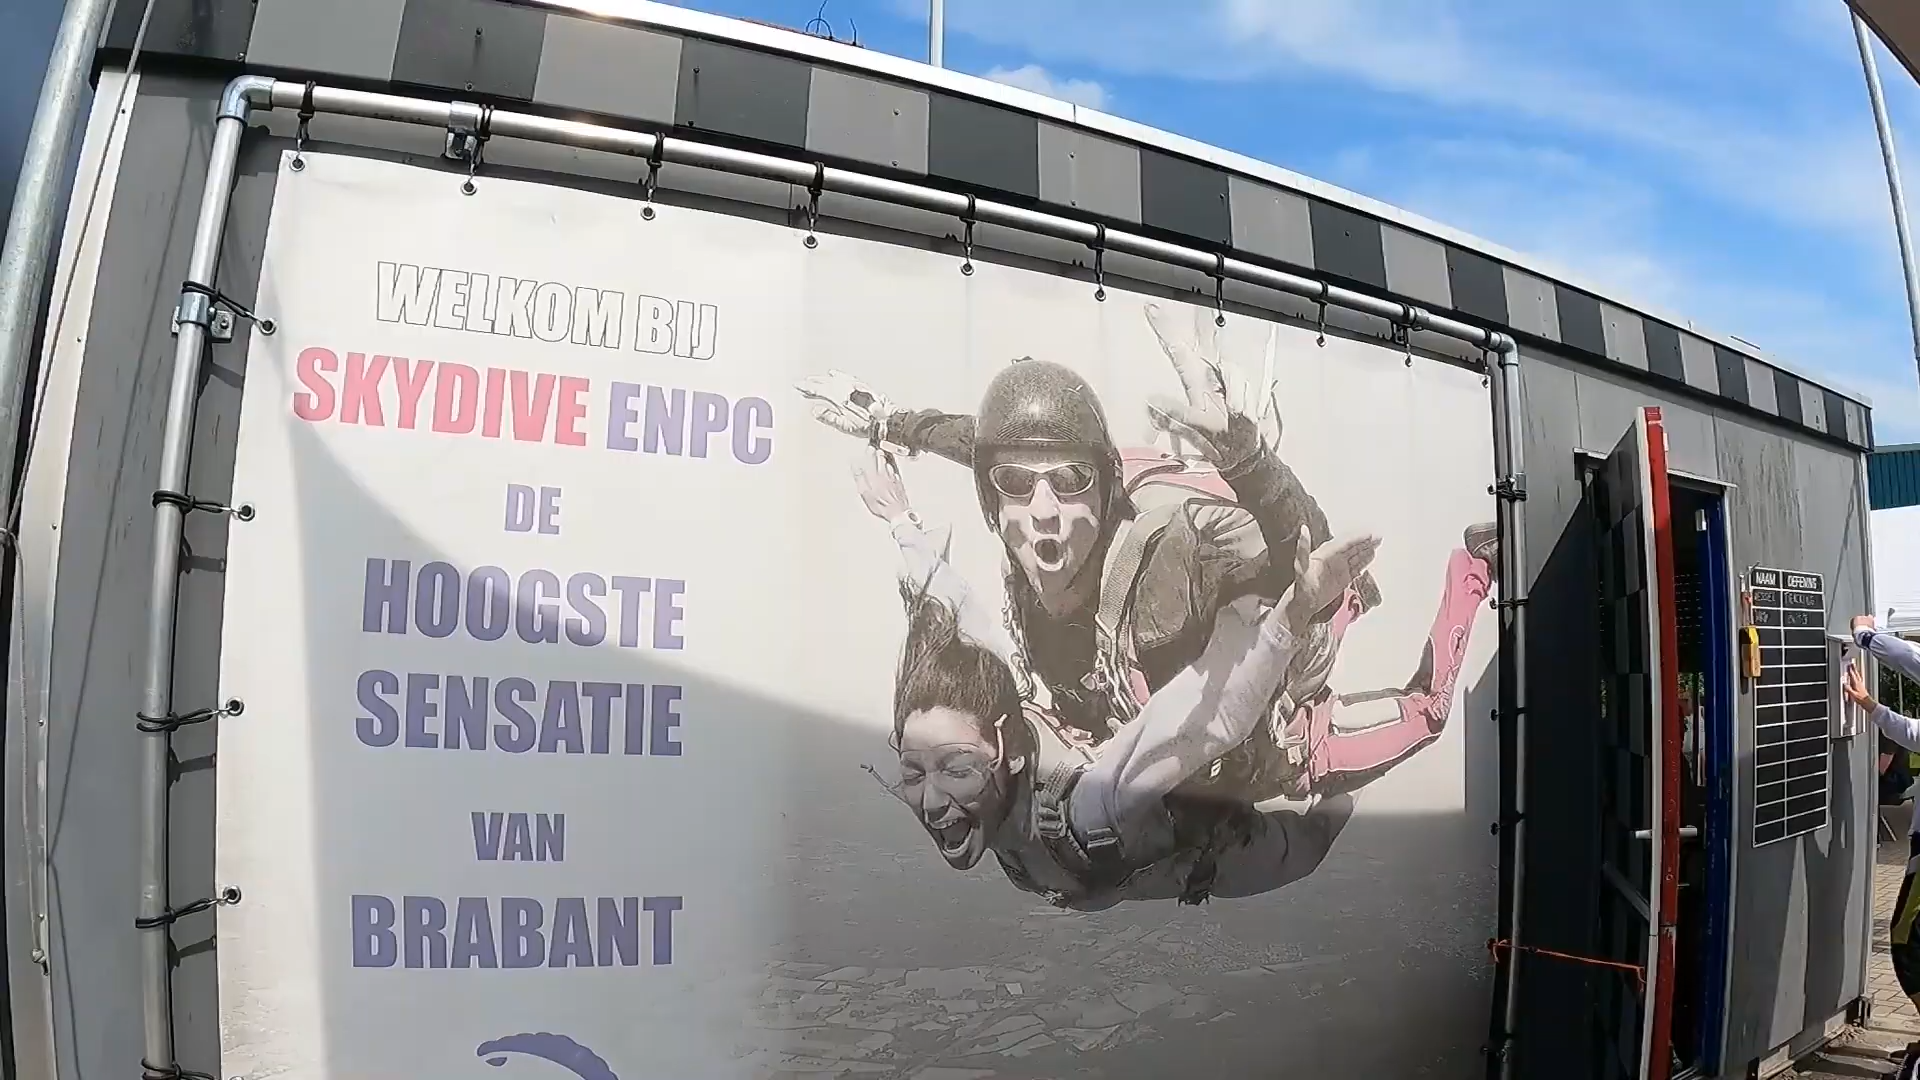 WELKOM BIJ
SKYDIVE ENPC
DE
HOOGSTE
SENSATIE
VAN
BRABANT
NAAM OEFENING